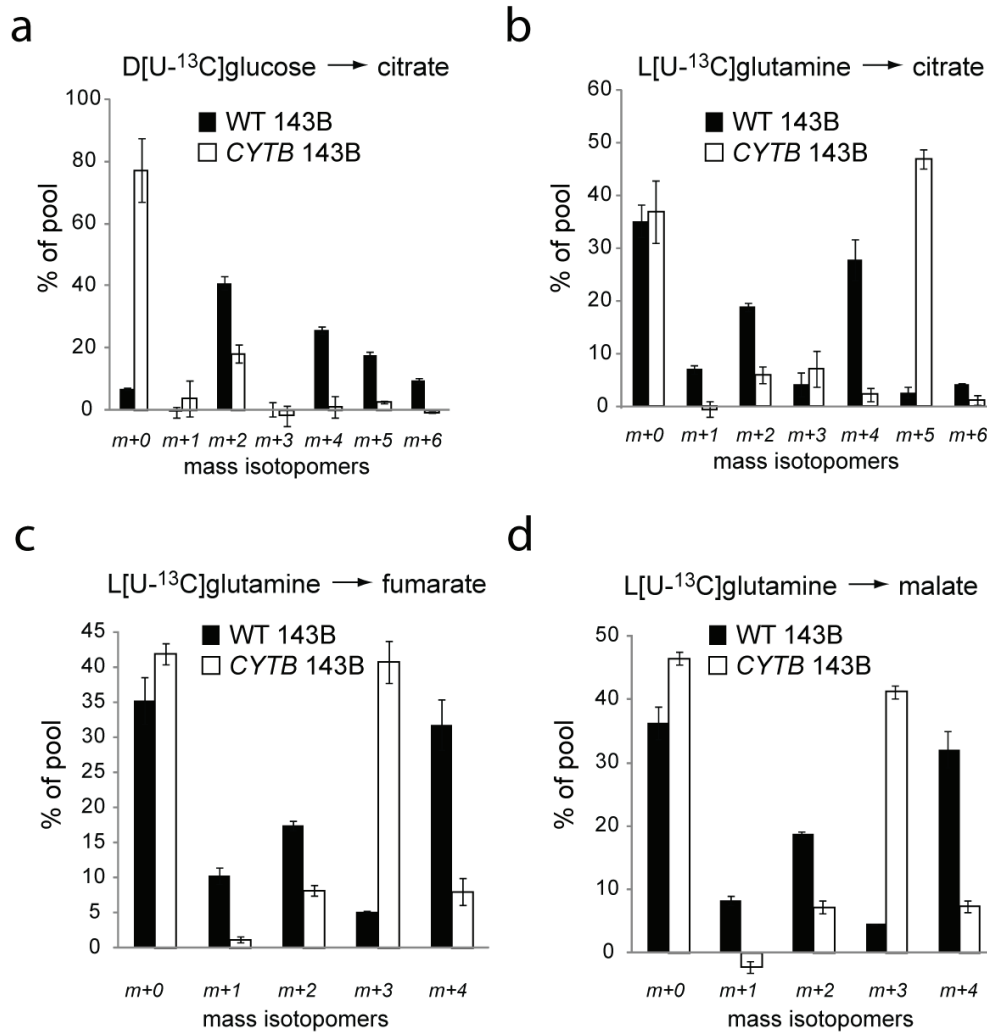 a
D[U-¹³C]glucose → citrate
% of pool
100
80
60
40
20
0
WT 143B
CYTB 143B
m+0 m+1 m+2 m+3 m+4 m+5 m+6
mass isotopomers
b
L[U-¹³C]glutamine → citrate
% of pool
60
50
40
30
20
10
0
WT 143B
CYTB 143B
m+0 m+1 m+2 m+3 m+4 m+5 m+6
mass isotopomers
c
L[U-¹³C]glutamine → fumarate
% of pool
45
40
35
30
25
20
15
10
5
0
WT 143B
CYTB 143B
m+0 m+1 m+2 m+3 m+4
mass isotopomers
d
L[U-¹³C]glutamine → malate
% of pool
50
40
30
20
10
0
WT 143B
CYTB 143B
m+0 m+1 m+2 m+3 m+4
mass isotopomers